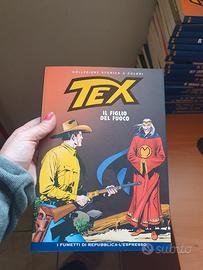 COLLEZIONE STORICA A COLORI
TEX
IL FIGLIO
DEL FUOCO
I FUMETTI DI REPUBBLICA-L'ESPRESSO
subito